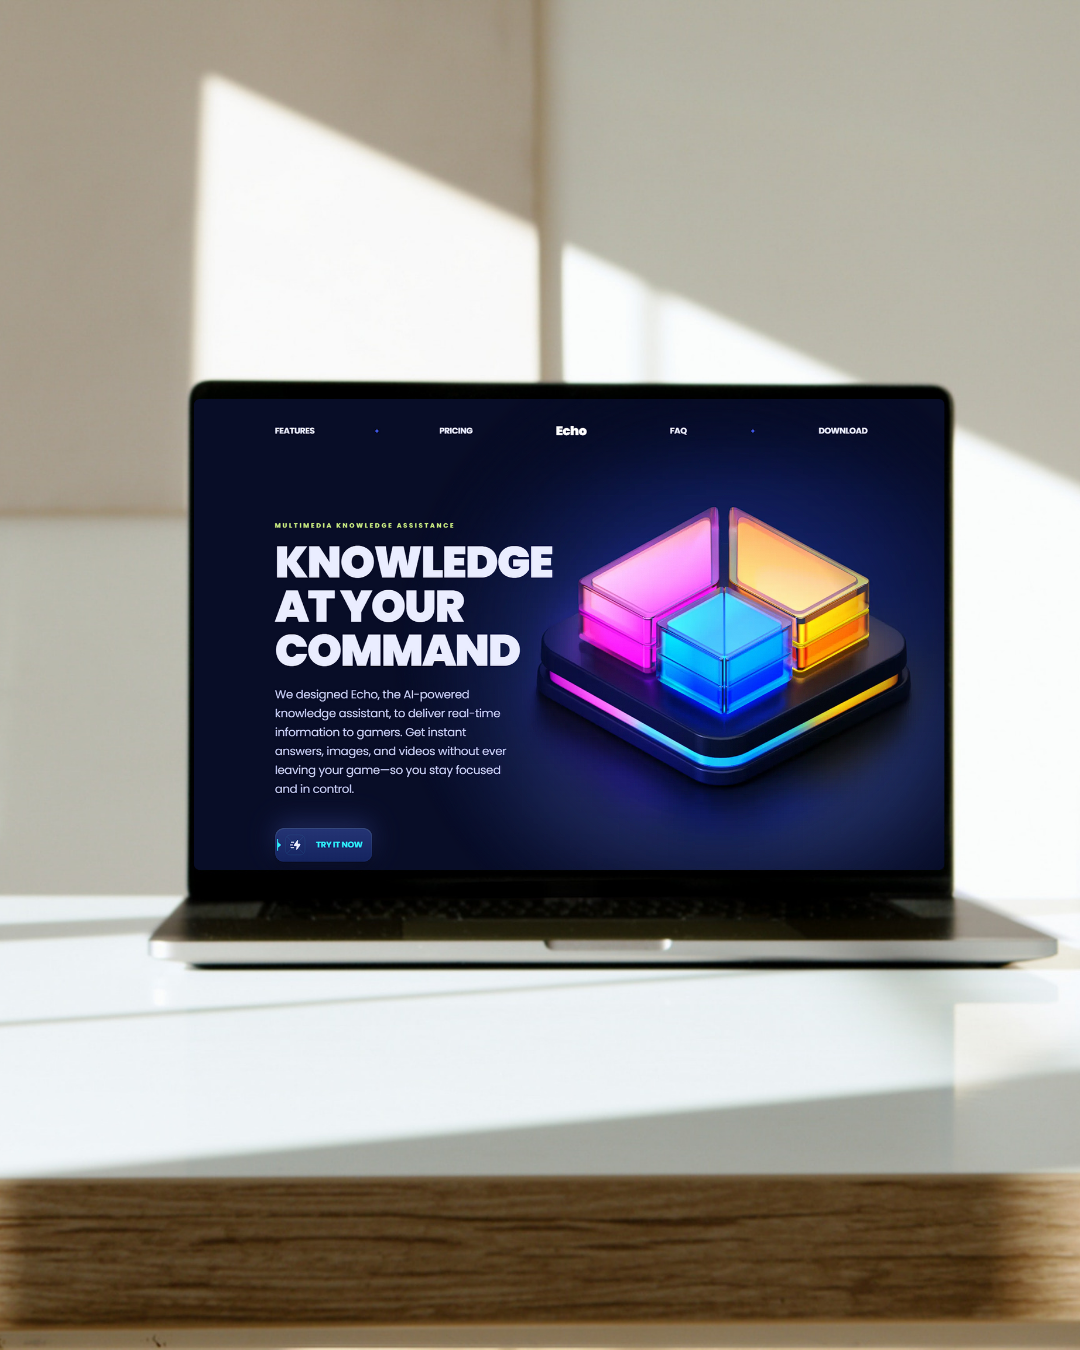 FEATURES PRICING Echo FAQ DOWNLOAD
MULTIMEDIA KNOWLEDGE ASSISTANCE
KNOWLEDGE
AT YOUR
COMMAND
We designed Echo, the AI-powered
knowledge assistant, to deliver real-time
information to gamers. Get instant
answers, images, and videos without ever
leaving your game—so you stay focused
and in control.
TRY IT NOW